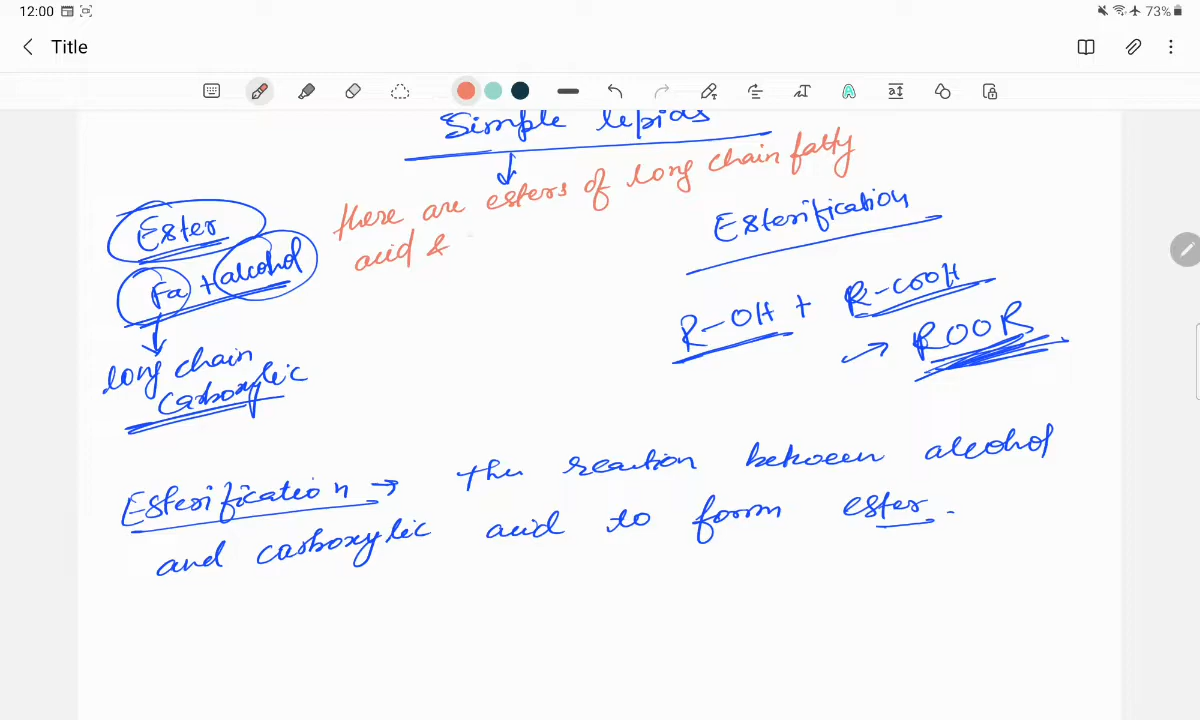 12:00 73%
Title
Simple lepids
there are esters of long chain fatty
acid &
Ester
Fa + alcohol
long chain
carboxylic
Esterification
R-OH + R-COOH
→ ROOR
Esterification → The reaction between alcohol
and carboxylic acid to form ester.